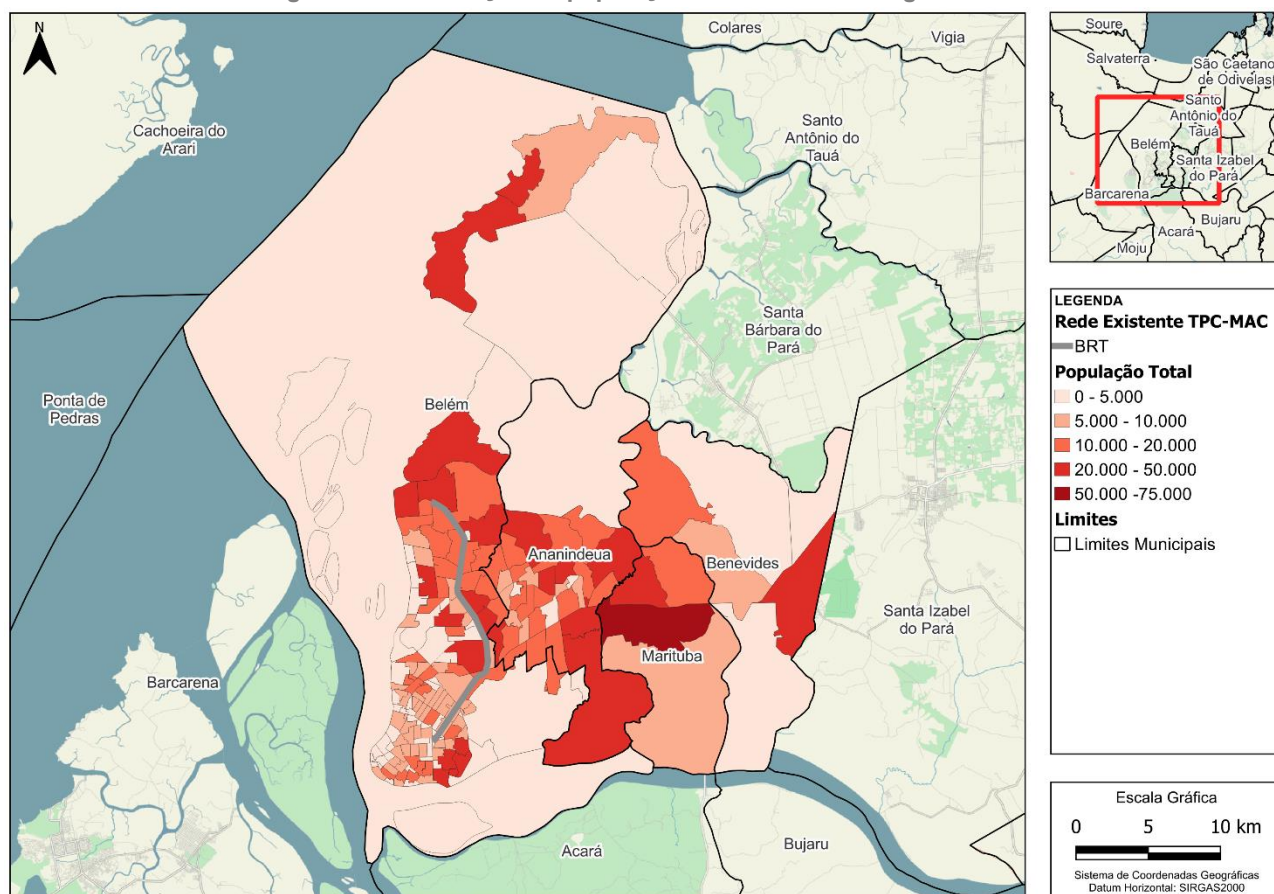 N
Colares
Vigia
Cachoeira do
Arari
Santo
Antônio do
Tauá
Santa
Bárbara do
Pará
Ponta de
Pedras
Belém
Ananindeua
Benevides
Santa Izabel
do Pará
Marituba
Barcarena
Acará
Bujaru
Soure
Salvaterra
São Caetano
de Odivelas
Santo
Antônio do
Tauá
Belém
Santa Izabel
do Pará
Barcarena
Bujaru
Acará
Moju
LEGENDA
Rede Existente TPC-MAC
BRT
População Total
0 - 5.000
5.000 - 10.000
10.000 - 20.000
20.000 - 50.000
50.000 -75.000
Limites
Limites Municipais
Escala Gráfica
0 5 10 km
Sistema de Coordenadas Geográficas
Datum Horizontal: SIRGAS2000